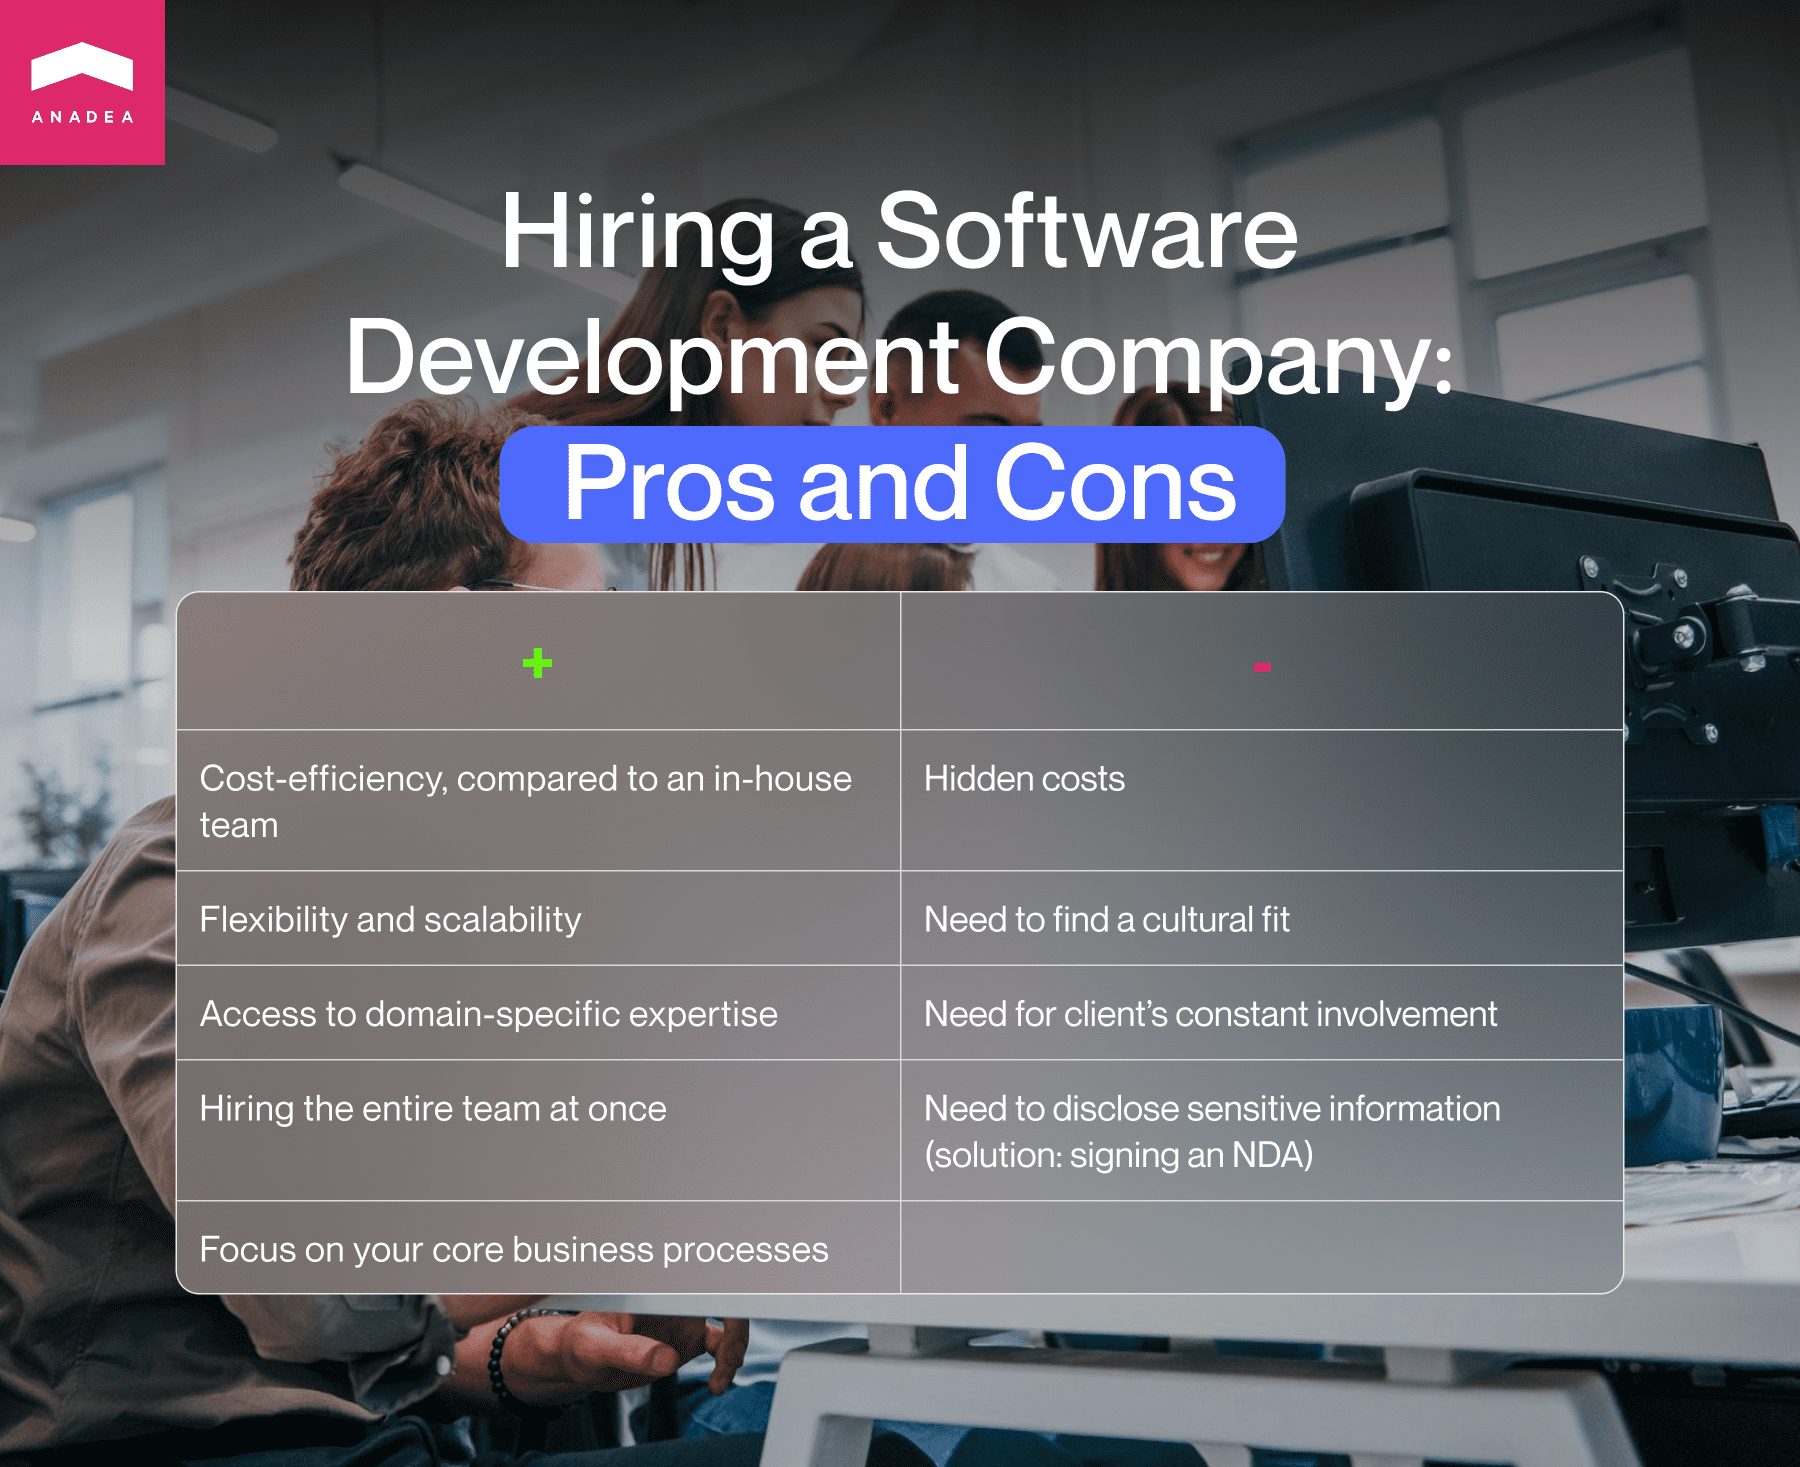 ANADEA
Hiring a Software
Development Company:
Pros and Cons
+
-
Cost-efficiency, compared to an in-house
team
Hidden costs
Flexibility and scalability
Need to find a cultural fit
Access to domain-specific expertise
Need for client’s constant involvement
Hiring the entire team at once
Need to disclose sensitive information
(solution: signing an NDA)
Focus on your core business processes